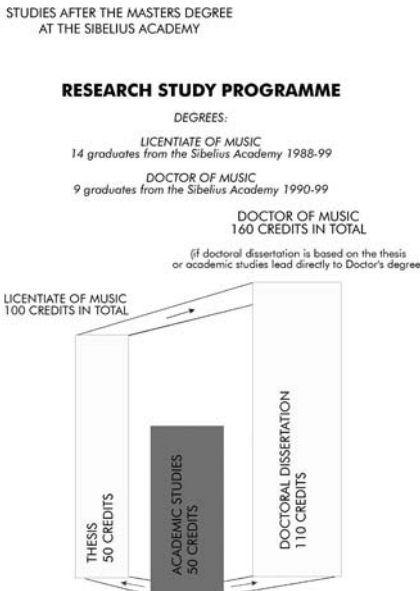 STUDIES AFTER THE MASTERS DEGREE
AT THE SIBELIUS ACADEMY
RESEARCH STUDY PROGRAMME
DEGREES:
LICENTIATE OF MUSIC
14 graduates from the Sibelius Academy 1988-99
DOCTOR OF MUSIC
9 graduates from the Sibelius Academy 1990-99
DOCTOR OF MUSIC
160 CREDITS IN TOTAL
(if doctoral dissertation is based on the thesis
or academic studies lead directly to Doctor's degree
LICENTIATE OF MUSIC
100 CREDITS IN TOTAL
THESIS
50 CREDITS
ACADEMIC STUDIES
50 CREDITS
DOCTORAL DISSERTATION
110 CREDITS